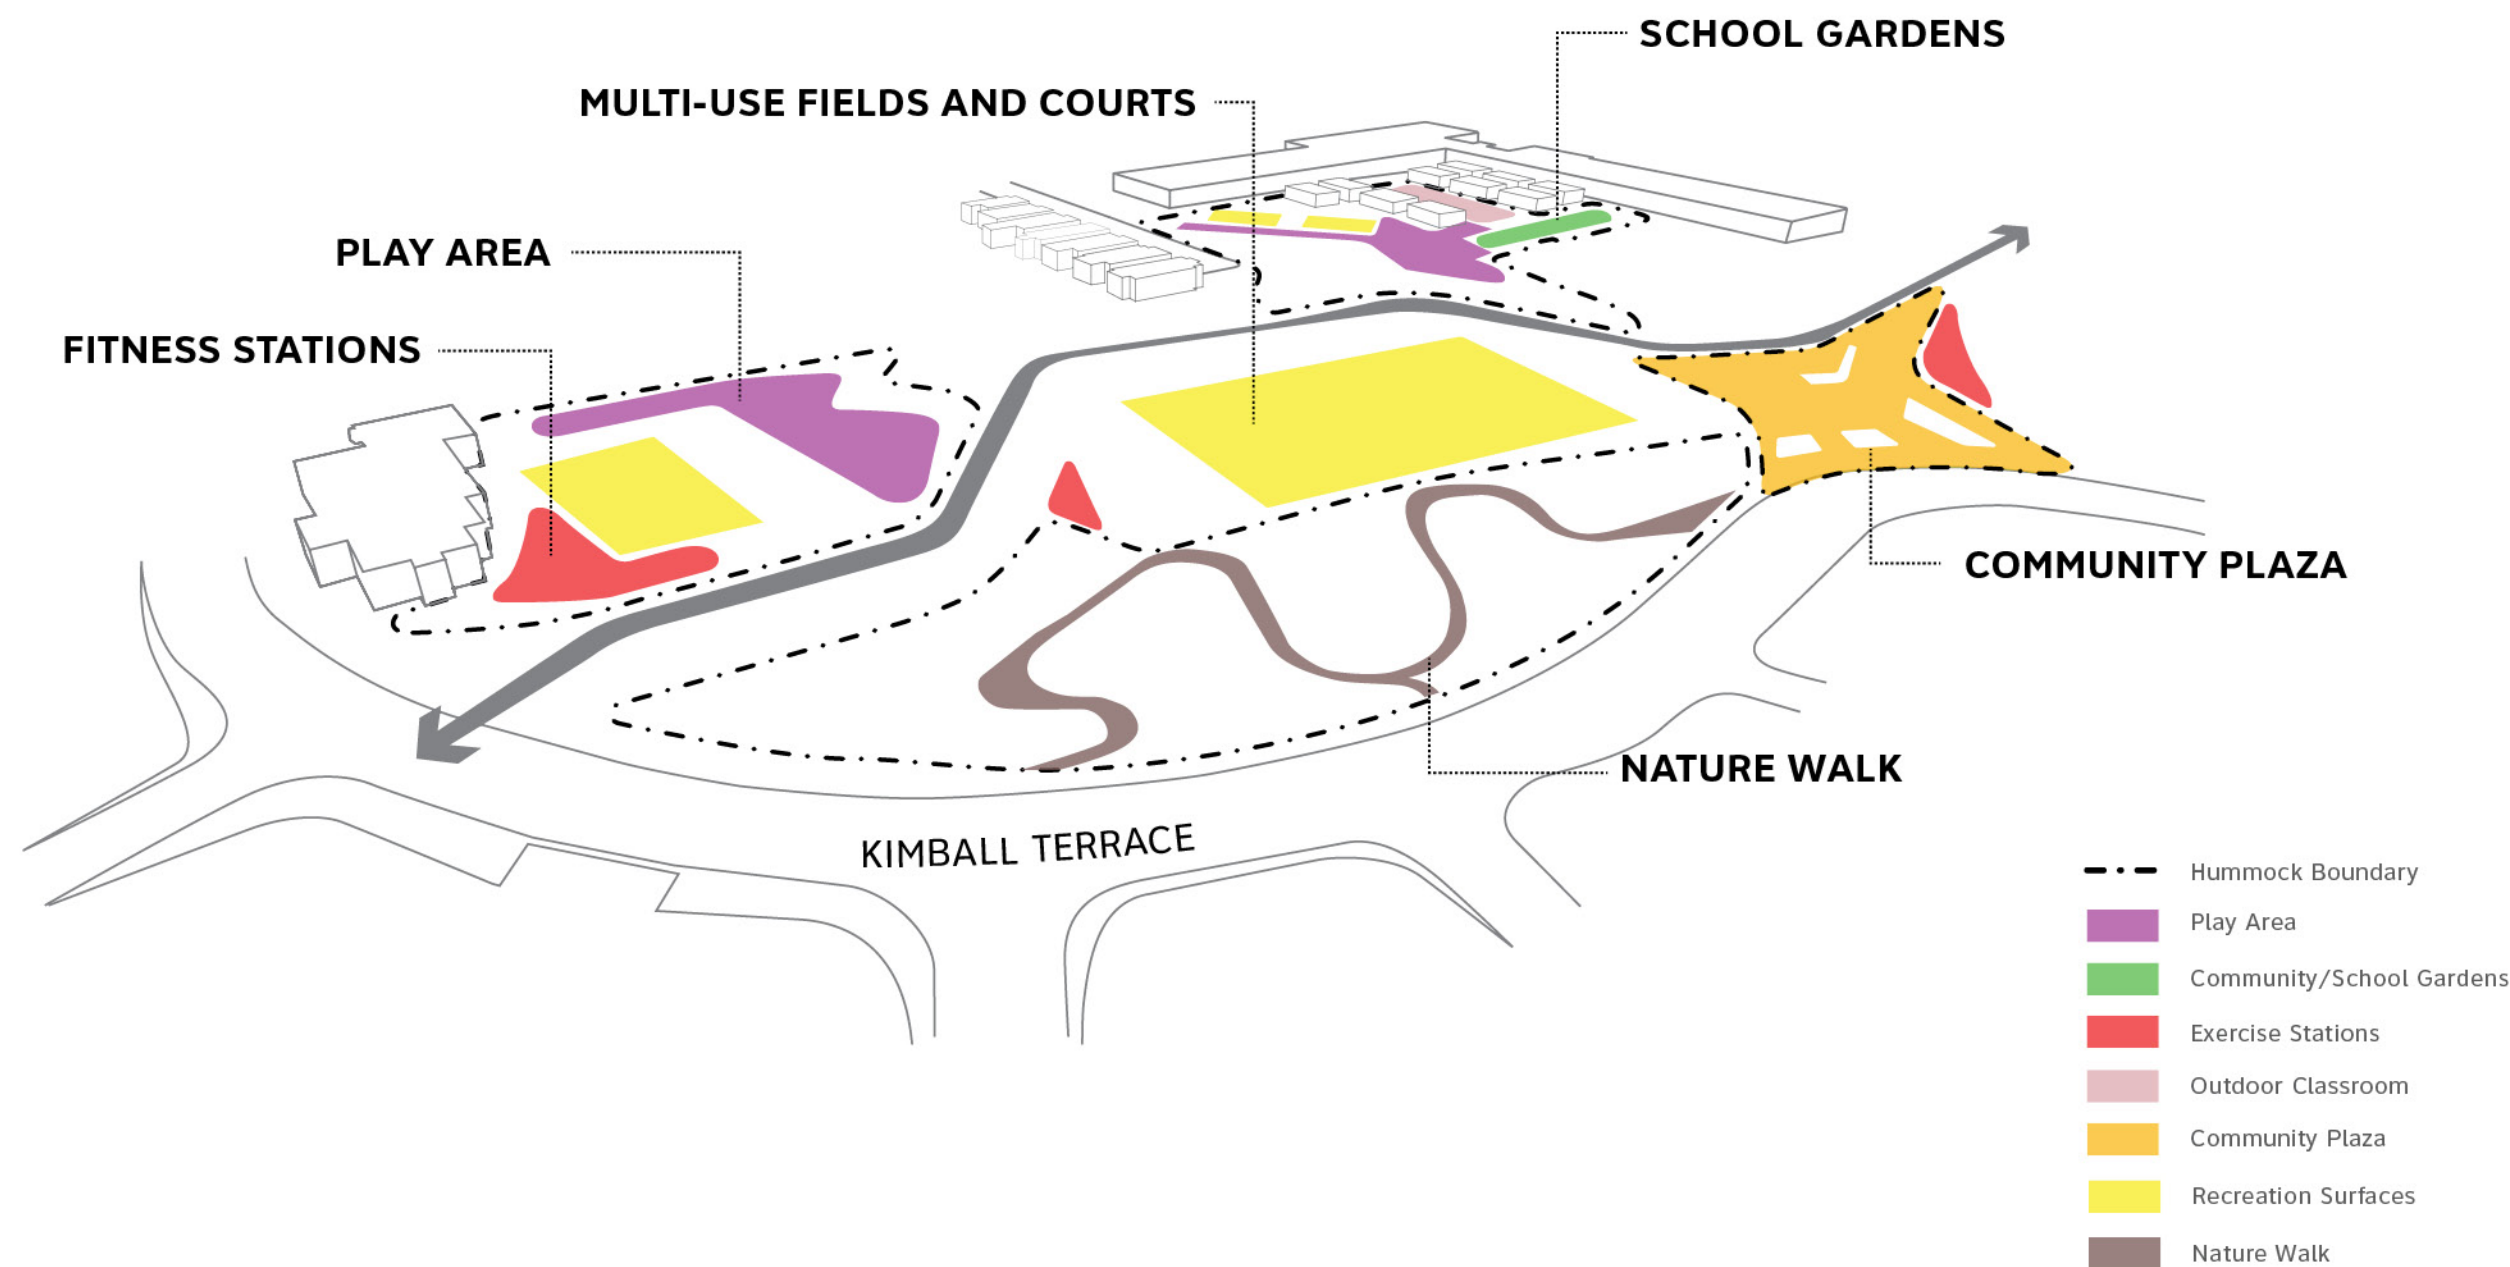 SCHOOL GARDENS
MULTI-USE FIELDS AND COURTS
PLAY AREA
FITNESS STATIONS
COMMUNITY PLAZA
NATURE WALK
KIMBALL TERRACE
Hummock Boundary
Play Area
Community/School Gardens
Exercise Stations
Outdoor Classroom
Community Plaza
Recreation Surfaces
Nature Walk